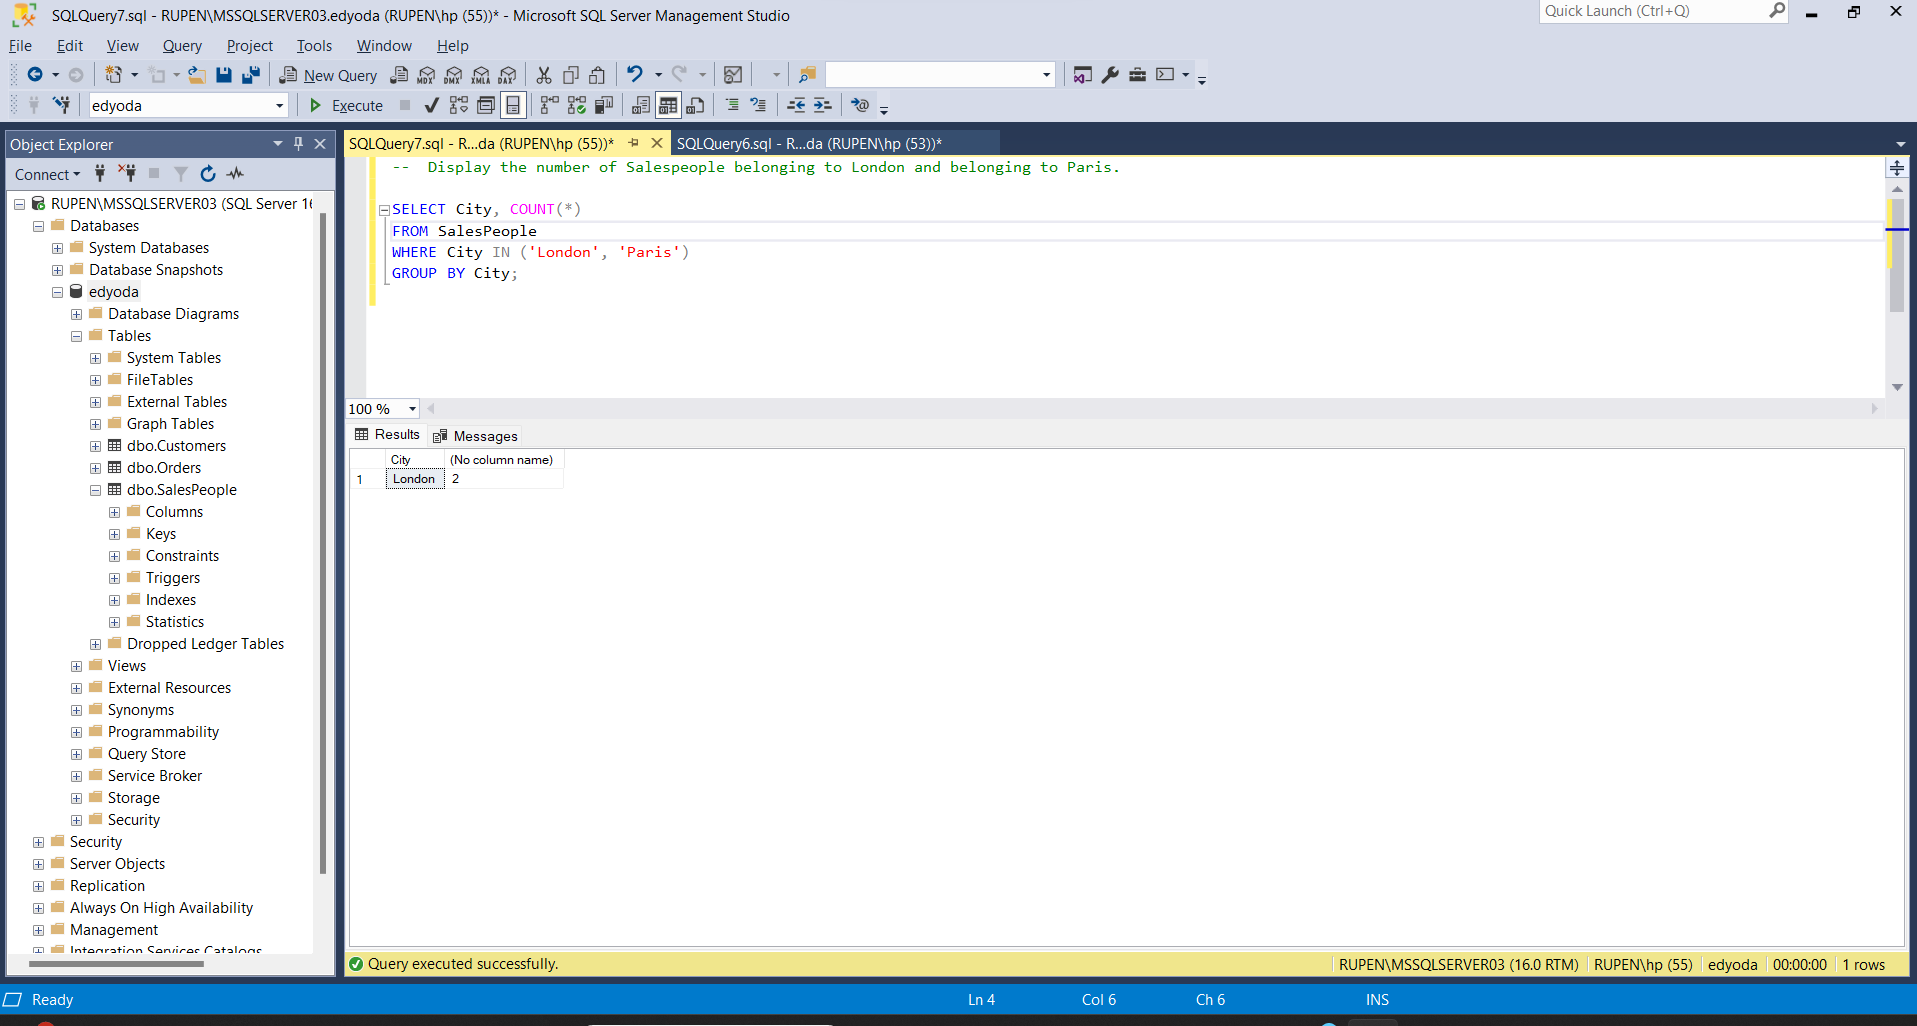 SQLQuery7.sql - RUPEN\MSSQLSERVER03.edyoda (RUPEN\hp (55))* - Microsoft SQL Server Management Studio
Quick Launch (Ctrl+Q)
File Edit View Query Project Tools Window Help
New Query MDX DMX XMLA DAX
edyoda Execute
Object Explorer
SQLQuery7.sql - R...da (RUPEN\hp (55))* SQLQuery6.sql - R...da (RUPEN\hp (53))*
Connect
RUPEN\MSSQLSERVER03 (SQL Server 16
Databases
System Databases
Database Snapshots
edyoda
Database Diagrams
Tables
System Tables
FileTables
External Tables
Graph Tables
dbo.Customers
dbo.Orders
dbo.SalesPeople
Columns
Keys
Constraints
Triggers
Indexes
Statistics
Dropped Ledger Tables
Views
External Resources
Synonyms
Programmability
Query Store
Service Broker
Storage
Security
Security
Server Objects
Replication
Always On High Availability
Management
Integration Services Catalogs
-- Display the number of Salespeople belonging to London and belonging to Paris.
SELECT City, COUNT(*)
FROM SalesPeople
WHERE City IN ('London', 'Paris')
GROUP BY City;
100 %
Results Messages
City (No column name)
1 London 2
Query executed successfully. RUPEN\MSSQLSERVER03 (16.0 RTM) RUPEN\hp (55) edyoda 00:00:00 1 rows
Ready Ln 4 Col 6 Ch 6 INS